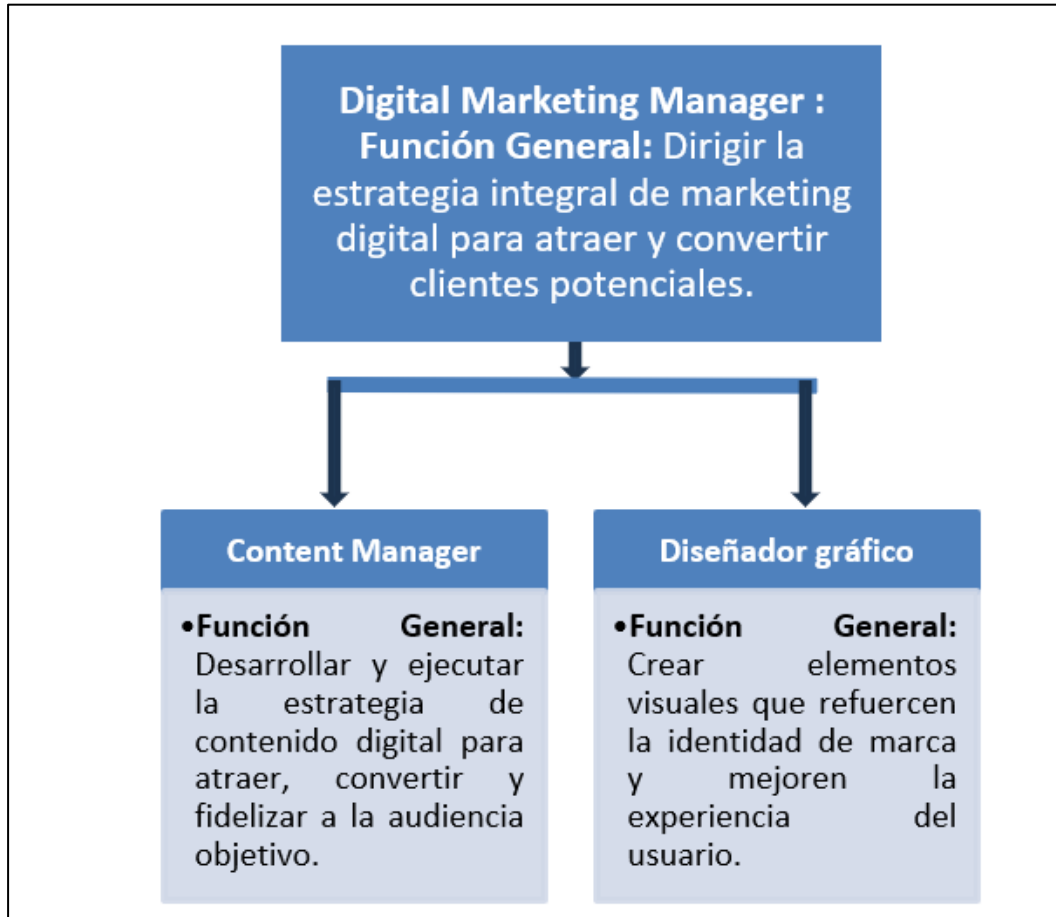 Digital Marketing Manager :
Función General: Dirigir la
estrategia integral de marketing
digital para atraer y convertir
clientes potenciales.
Content Manager
•Función General:
Desarrollar y ejecutar
la estrategia de
contenido digital para
atraer, convertir y
fidelizar a la audiencia
objetivo.
Diseñador gráfico
•Función General:
Crear elementos
visuales que refuercen
la identidad de marca
y mejoren la
experiencia del
usuario.